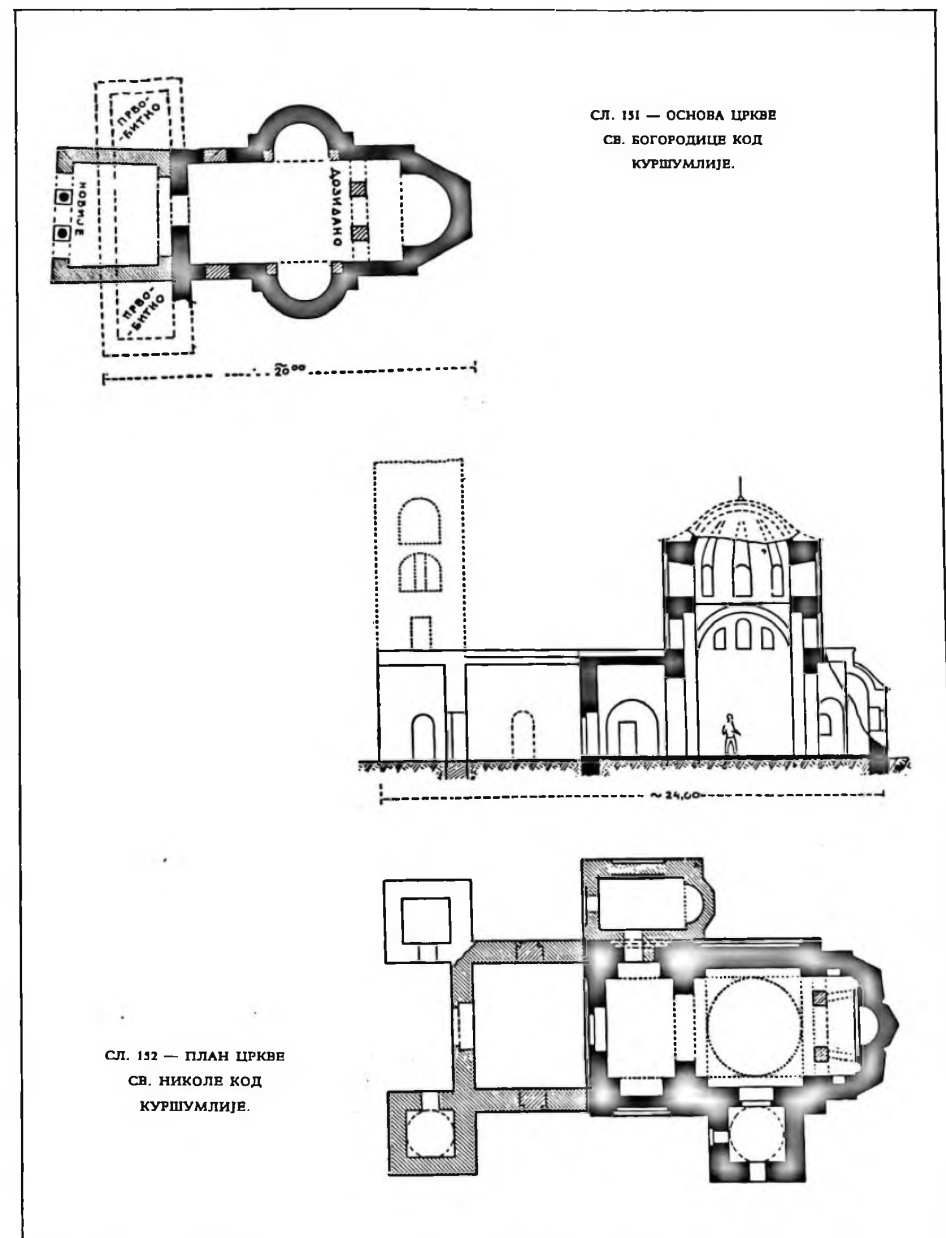 СЛ. 151 — ОСНОВА ЦРКВЕ
СВ. БОГОРОДИЦЕ КОД
КУРШУМЛИЈЕ.
ПРВО-
-БИТНО
НОВИЈЕ
ДОЗИДАНО
ПРВО-
-БИТНО
~20⁰⁰
~24,00
СЛ. 152 — ПЛАН ЦРКВЕ
СВ. НИКОЛЕ КОД
КУРШУМЛИЈЕ.